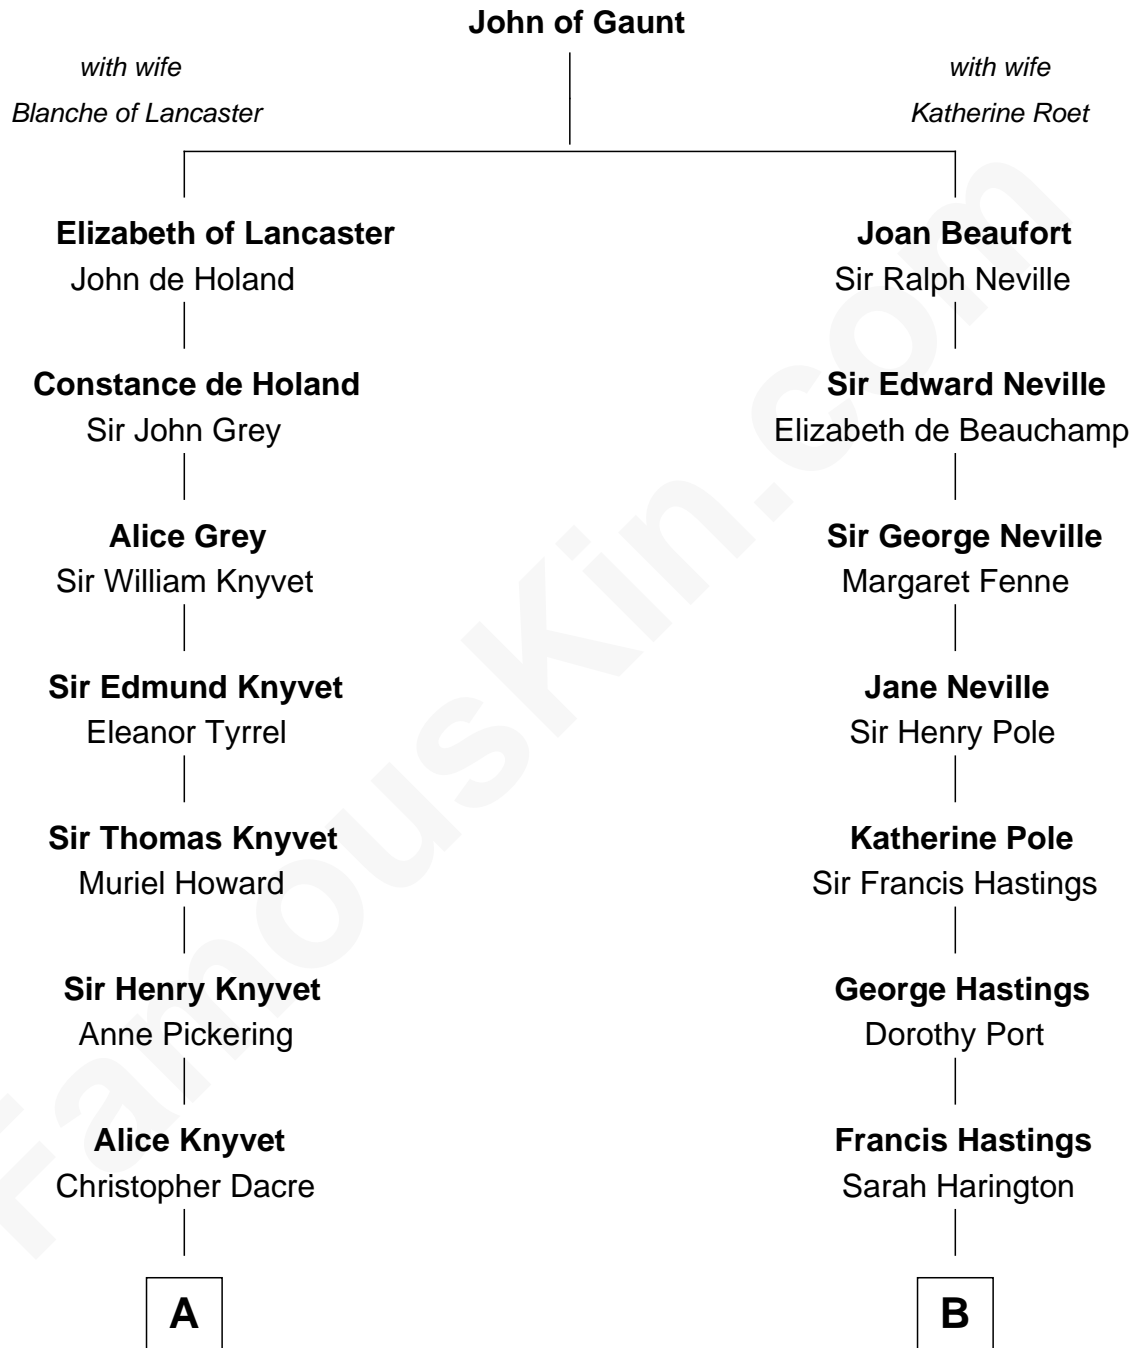 John of Gaunt
with wife
Blanche of Lancaster
with wife
Katherine Roet
Elizabeth of Lancaster
John de Holand
Joan Beaufort
Sir Ralph Neville
Constance de Holand
Sir John Grey
Sir Edward Neville
Elizabeth de Beauchamp
Alice Grey
Sir William Knyvet
Sir George Neville
Margaret Fenne
Sir Edmund Knyvet
Eleanor Tyrrel
Jane Neville
Sir Henry Pole
Sir Thomas Knyvet
Muriel Howard
Katherine Pole
Sir Francis Hastings
Sir Henry Knyvet
Anne Pickering
George Hastings
Dorothy Port
Alice Knyvet
Christopher Dacre
Francis Hastings
Sarah Harington
A
B
FamousKin.com